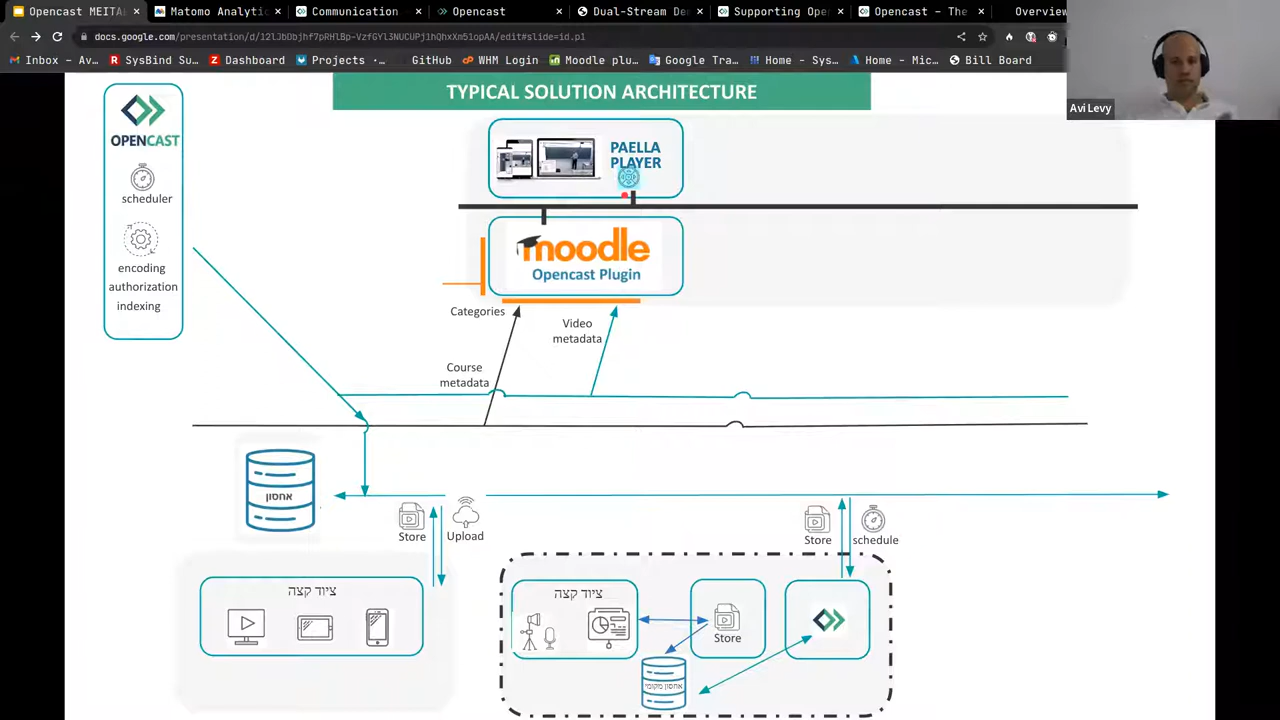 Opencast MEITAL
Matomo Analytic
Communication
Opencast
Dual-Stream De
Supporting Ope
Opencast – The
Overview
docs.google.com/presentation/d/12lJbDbjhf7pRHlBp-VzfGYl3NUCUPj1hQhxXn51opAA/edit#slide=id.p1
Inbox – Av…
SysBind Su…
Dashboard
Projects ·…
GitHub
WHM Login
Moodle plu…
Google Tra…
Home – Sys…
Home – Mic…
Bill Board
Avi Levy
TYPICAL SOLUTION ARCHITECTURE
OPENCAST
scheduler
encoding
authorization
indexing
PAELLA
PLAYER
moodle
Opencast Plugin
Categories
Video
metadata
Course
metadata
אחסון
Store
Upload
Store
schedule
ציוד קצה
ציוד קצה
Store
אחסון מקומי